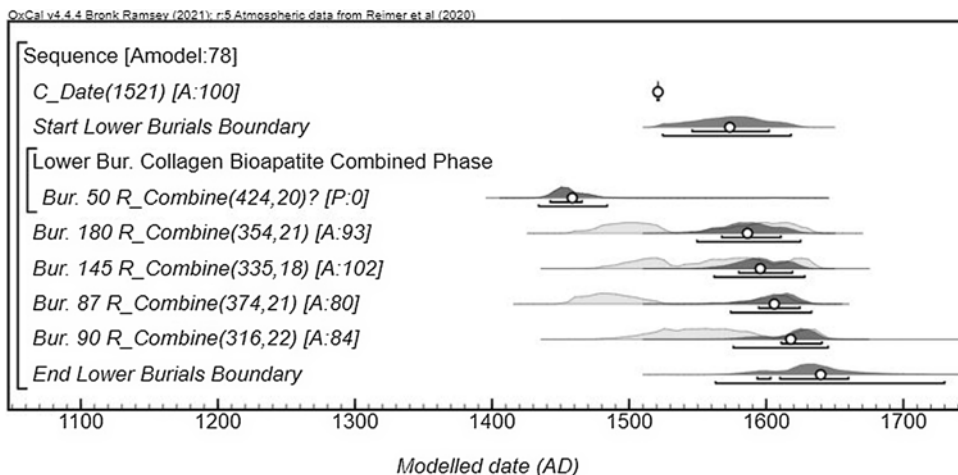 OxCal v4.4.4 Bronk Ramsey (2021); r:5 Atmospheric data from Reimer et al (2020)
Sequence [Amodel:78]
C_Date(1521) [A:100]
Start Lower Burials Boundary
Lower Bur. Collagen Bioapatite Combined Phase
Bur. 50 R_Combine(424,20)? [P:0]
Bur. 180 R_Combine(354,21) [A:93]
Bur. 145 R_Combine(335,18) [A:102]
Bur. 87 R_Combine(374,21) [A:80]
Bur. 90 R_Combine(316,22) [A:84]
End Lower Burials Boundary
1100 1200 1300 1400 1500 1600 1700
Modelled date (AD)